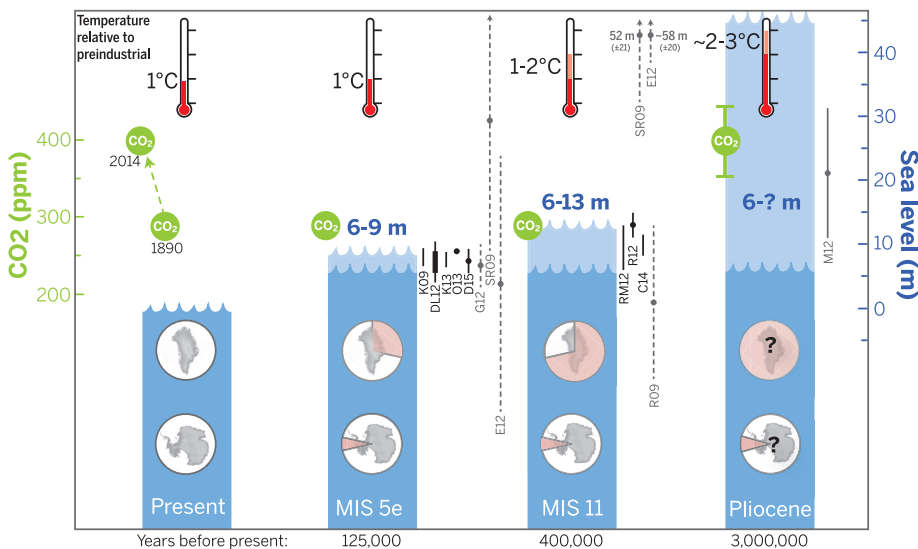 Temperature
relative to
preindustrial
1°C
1°C
1-2°C
~2-3°C
52 m
(±21)
~58 m
(±20)
SR09
E12
CO2 (ppm)
400
300
200
CO2
2014
CO2
1890
CO2
6-9 m
K09
DL12
K13
O13
D15
G12
SR09
E12
CO2
6-13 m
RM12
R12
C14
R09
CO2
6-? m
M12
Sea level (m)
40
30
20
10
0
?
?
Present
MIS 5e
MIS 11
Pliocene
Years before present:
125,000
400,000
3,000,000